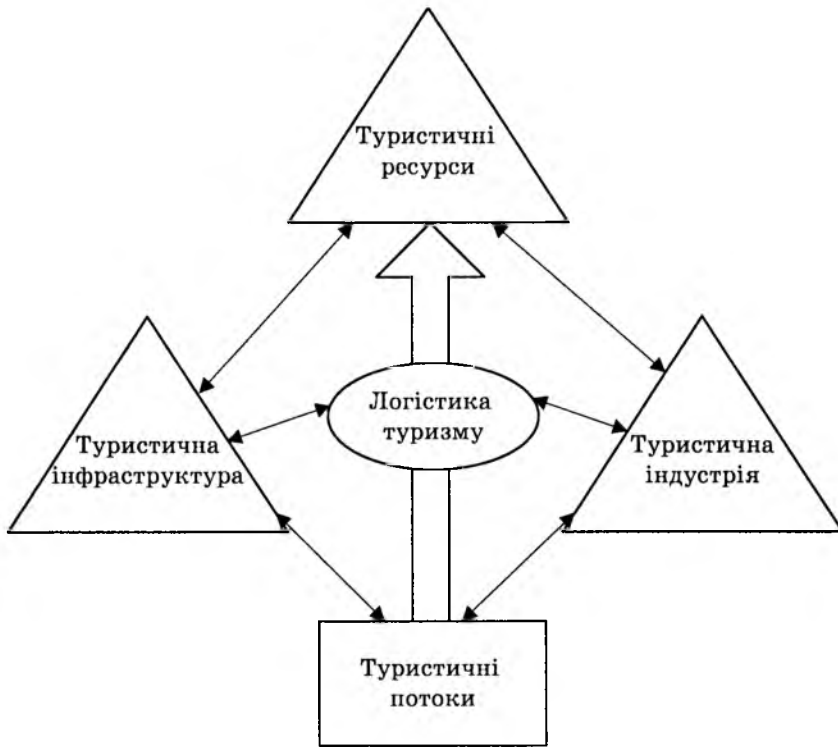 Туристичні
ресурси
Логістика
туризму
Туристична
інфраструктура
Туристична
індустрія
Туристичні
потоки